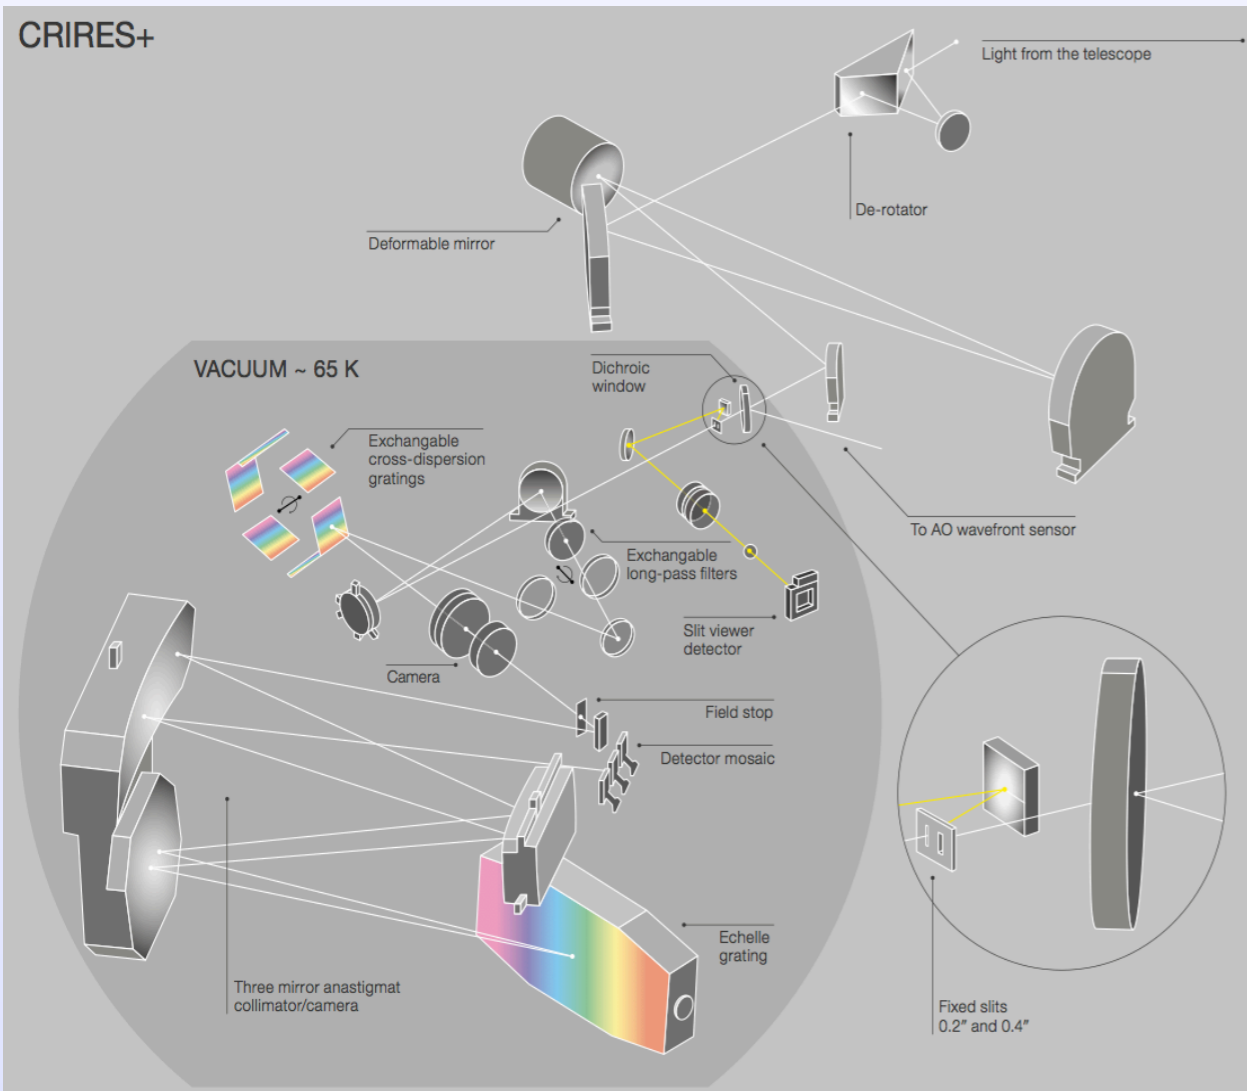 CRIRES+
Light from the telescope
De-rotator
Deformable mirror
VACUUM ~ 65 K
Dichroic
window
Exchangable
cross-dispersion
gratings
To AO wavefront sensor
Exchangable
long-pass filters
Slit viewer
detector
Camera
Field stop
Detector mosaic
Echelle
grating
Three mirror anastigmat
collimator/camera
Fixed slits
0.2” and 0.4”